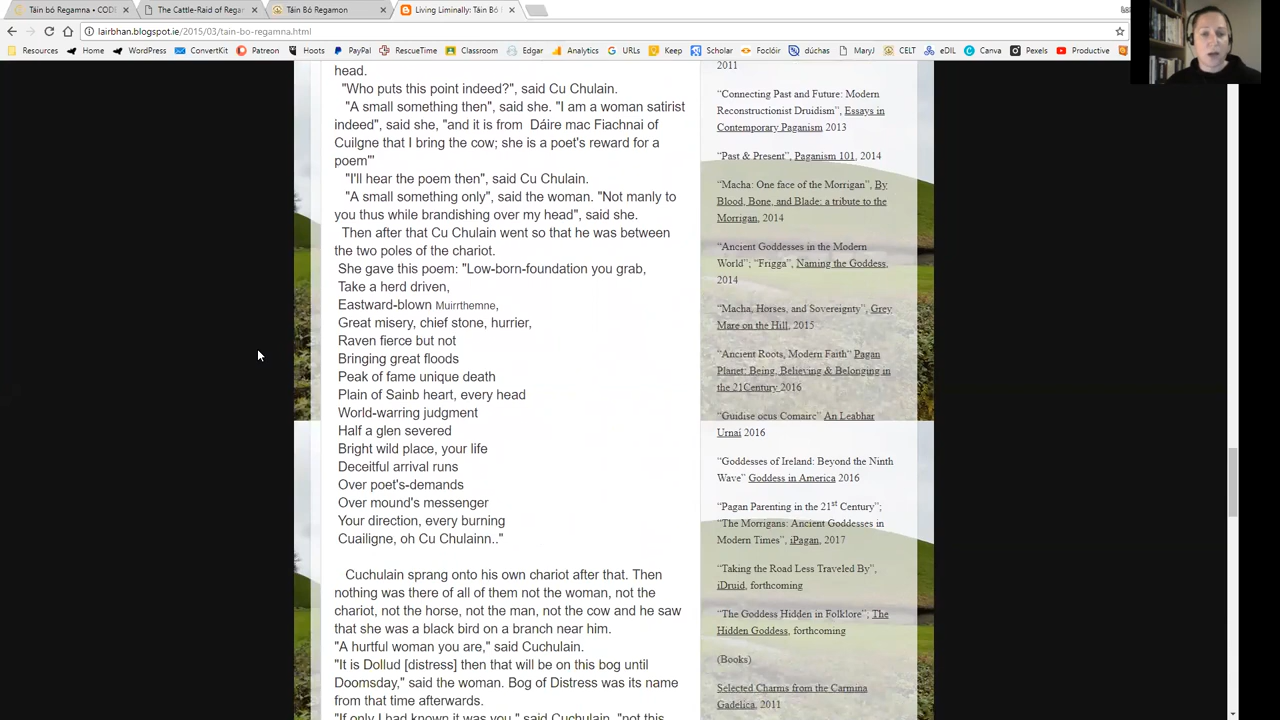 Táin bó Regamna • COD
The Cattle-Raid of Regar
Táin Bó Regamon
Living Liminally: Táin Bó
lairbhan.blogspot.ie/2015/03/tain-bo-regamna.html
Resources
Home
WordPress
ConvertKit
Patreon
Hoots
PayPal
RescueTime
Classroom
Edgar
Analytics
URLs
Keep
Scholar
Foclóir
dúchas
MaryJ
CELT
eDIL
Canva
Pexels
Productive
head.
"Who puts this point indeed?", said Cu Chulain.
"A small something then", said she. "I am a woman satirist
indeed", said she, "and it is from Dáire mac Fiachnai of
Cuilgne that I bring the cow; she is a poet's reward for a
poem'"
"I'll hear the poem then", said Cu Chulain.
"A small something only", said the woman. "Not manly to
you thus while brandishing over my head", said she.
Then after that Cu Chulain went so that he was between
the two poles of the chariot.
She gave this poem: "Low-born-foundation you grab,
Take a herd driven,
Eastward-blown Muirrthemne,
Great misery, chief stone, hurrier,
Raven fierce but not
Bringing great floods
Peak of fame unique death
Plain of Sainb heart, every head
World-warring judgment
Half a glen severed
Bright wild place, your life
Deceitful arrival runs
Over poet's-demands
Over mound's messenger
Your direction, every burning
Cuailigne, oh Cu Chulainn.."
Cuchulain sprang onto his own chariot after that. Then
nothing was there of all of them not the woman, not the
chariot, not the horse, not the man, not the cow and he saw
that she was a black bird on a branch near him.
"A hurtful woman you are," said Cuchulain.
"It is Dollud [distress] then that will be on this bog until
Doomsday," said the woman. Bog of Distress was its name
from that time afterwards.
"If only I had known it was you," said Cuchulain, "not this
2011
"Connecting Past and Future: Modern
Reconstructionist Druidism", Essays in
Contemporary Paganism 2013
"Past & Present", Paganism 101, 2014
"Macha: One face of the Morrigan", By
Blood, Bone, and Blade: a tribute to the
Morrigan, 2014
"Ancient Goddesses in the Modern
World"; "Frigga", Naming the Goddess,
2014
"Macha, Horses, and Sovereignty", Grey
Mare on the Hill, 2015
"Ancient Roots, Modern Faith" Pagan
Planet: Being, Believing & Belonging in
the 21Century 2016
"Guidise ocus Comairc" An Leabhar
Urnaí 2016
"Goddesses of Ireland: Beyond the Ninth
Wave" Goddess in America 2016
"Pagan Parenting in the 21st Century";
"The Morrigans: Ancient Goddesses in
Modern Times", iPagan, 2017
"Taking the Road Less Traveled By",
iDruid, forthcoming
"The Goddess Hidden in Folklore", The
Hidden Goddess, forthcoming
(Books)
Selected Charms from the Carmina
Gadelica, 2011